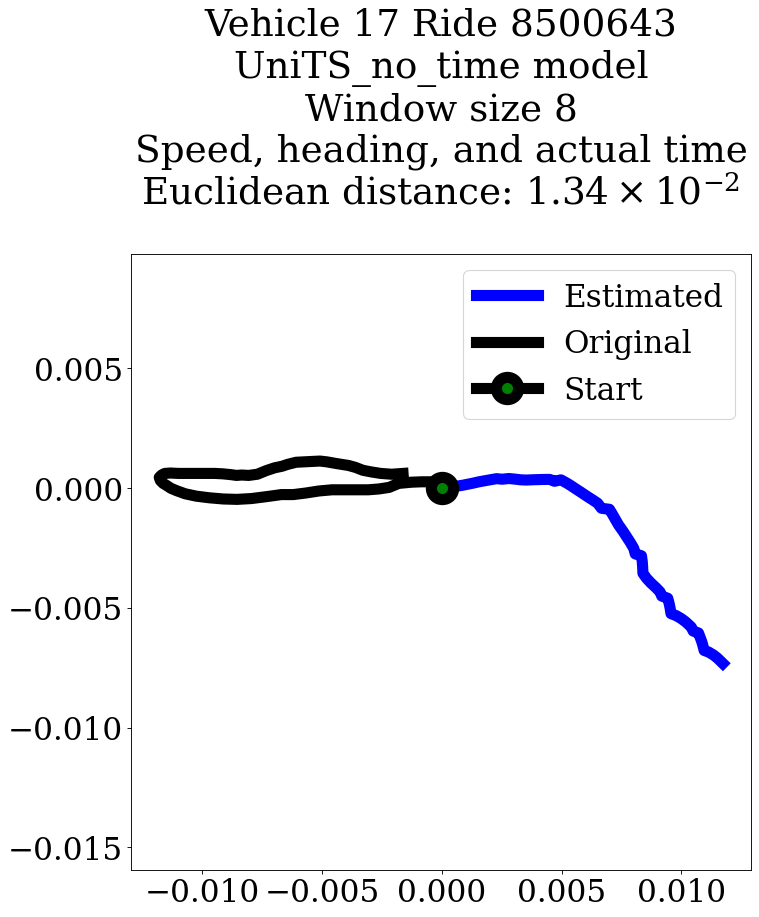 Vehicle 17 Ride 8500643
UniTS_no_time model
Window size 8
Speed, heading, and actual time
Euclidean distance: 1.34 × 10⁻²
Estimated
Original
Start
0.005
0.000
−0.005
−0.010
−0.015
−0.010 −0.005 0.000 0.005 0.010